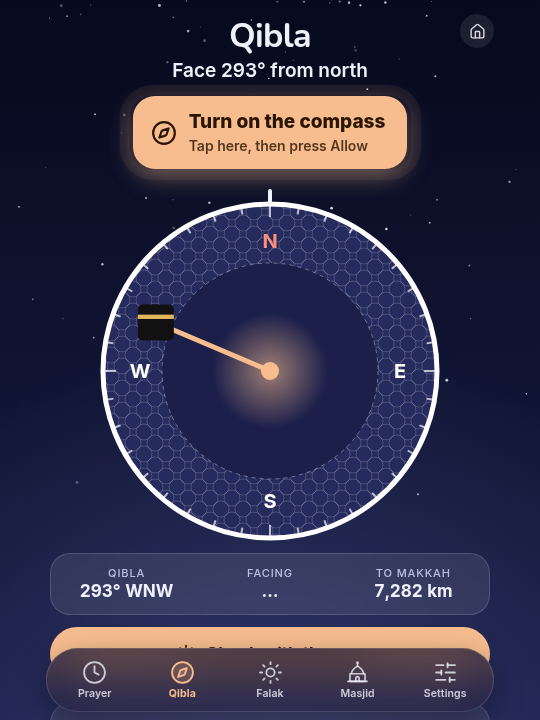 Qibla
Face 293° from north
Turn on the compass
Tap here, then press Allow
N
W
E
S
QIBLA
FACING
TO MAKKAH
293° WNW
...
7,282 km
Prayer
Qibla
Falak
Masjid
Settings